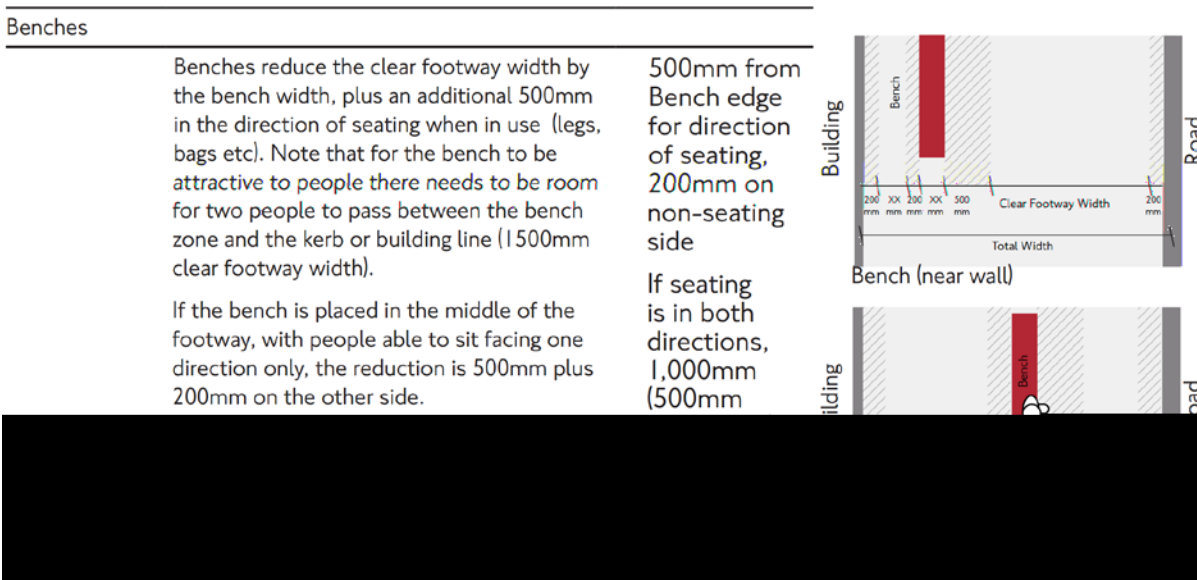 Benches
Benches reduce the clear footway width by
the bench width, plus an additional 500mm
in the direction of seating when in use (legs,
bags etc). Note that for the bench to be
attractive to people there needs to be room
for two people to pass between the bench
zone and the kerb or building line (1500mm
clear footway width).
If the bench is placed in the middle of the
footway, with people able to sit facing one
direction only, the reduction is 500mm plus
200mm on the other side.
500mm from
Bench edge
for direction
of seating,
200mm on
non-seating
side
If seating
is in both
directions,
1,000mm
(500mm
Building
Bench
Road
200 XX 200 XX 500 Clear Footway Width 200
mm mm mm mm mm mm
Total Width
Bench (near wall)
Bench